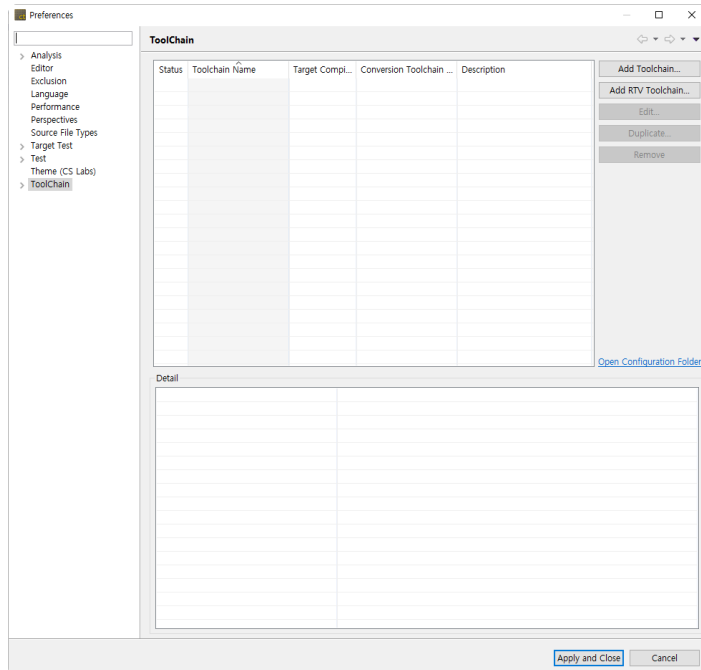 Preferences
ToolChain
Analysis
Editor
Exclusion
Language
Performance
Perspectives
Source File Types
Target Test
Test
Theme (CS Labs)
ToolChain
Status Toolchain Name Target Compi... Conversion Toolchain ... Description
Add Toolchain...
Add RTV Toolchain...
Edit...
Duplicate...
Remove
Open Configuration Folder
Detail
Apply and Close Cancel